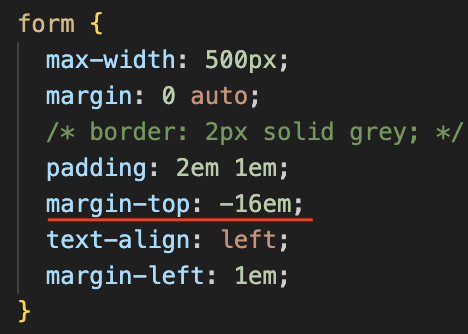 form {
max-width: 500px;
margin: 0 auto;
/* border: 2px solid grey; */
padding: 2em 1em;
margin-top: -16em;
text-align: left;
margin-left: 1em;
}